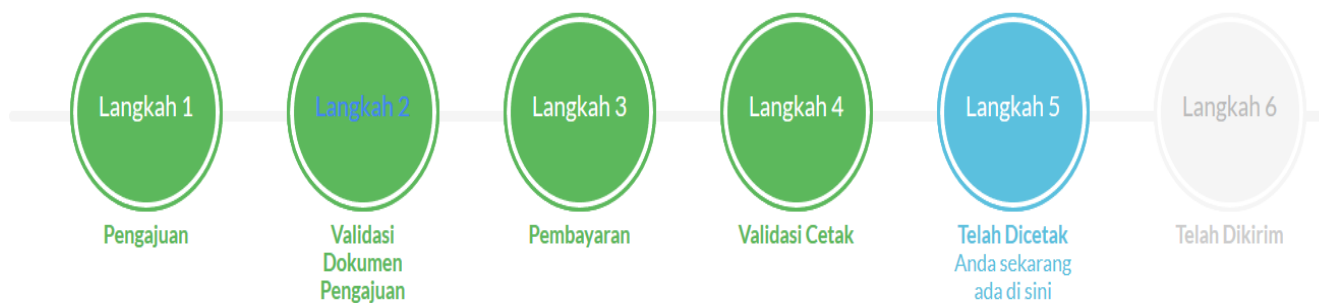 Langkah 1
Langkah 2
Langkah 3
Langkah 4
Langkah 5
Langkah 6
Pengajuan
Validasi
Dokumen
Pengajuan
Pembayaran
Validasi Cetak
Telah Dicetak
Anda sekarang
ada di sini
Telah Dikirim